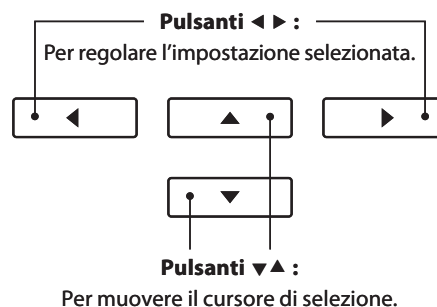 Pulsanti ◀ ▶ :
Per regolare l'impostazione selezionata.
Pulsanti ▼▲ :
Per muovere il cursore di selezione.